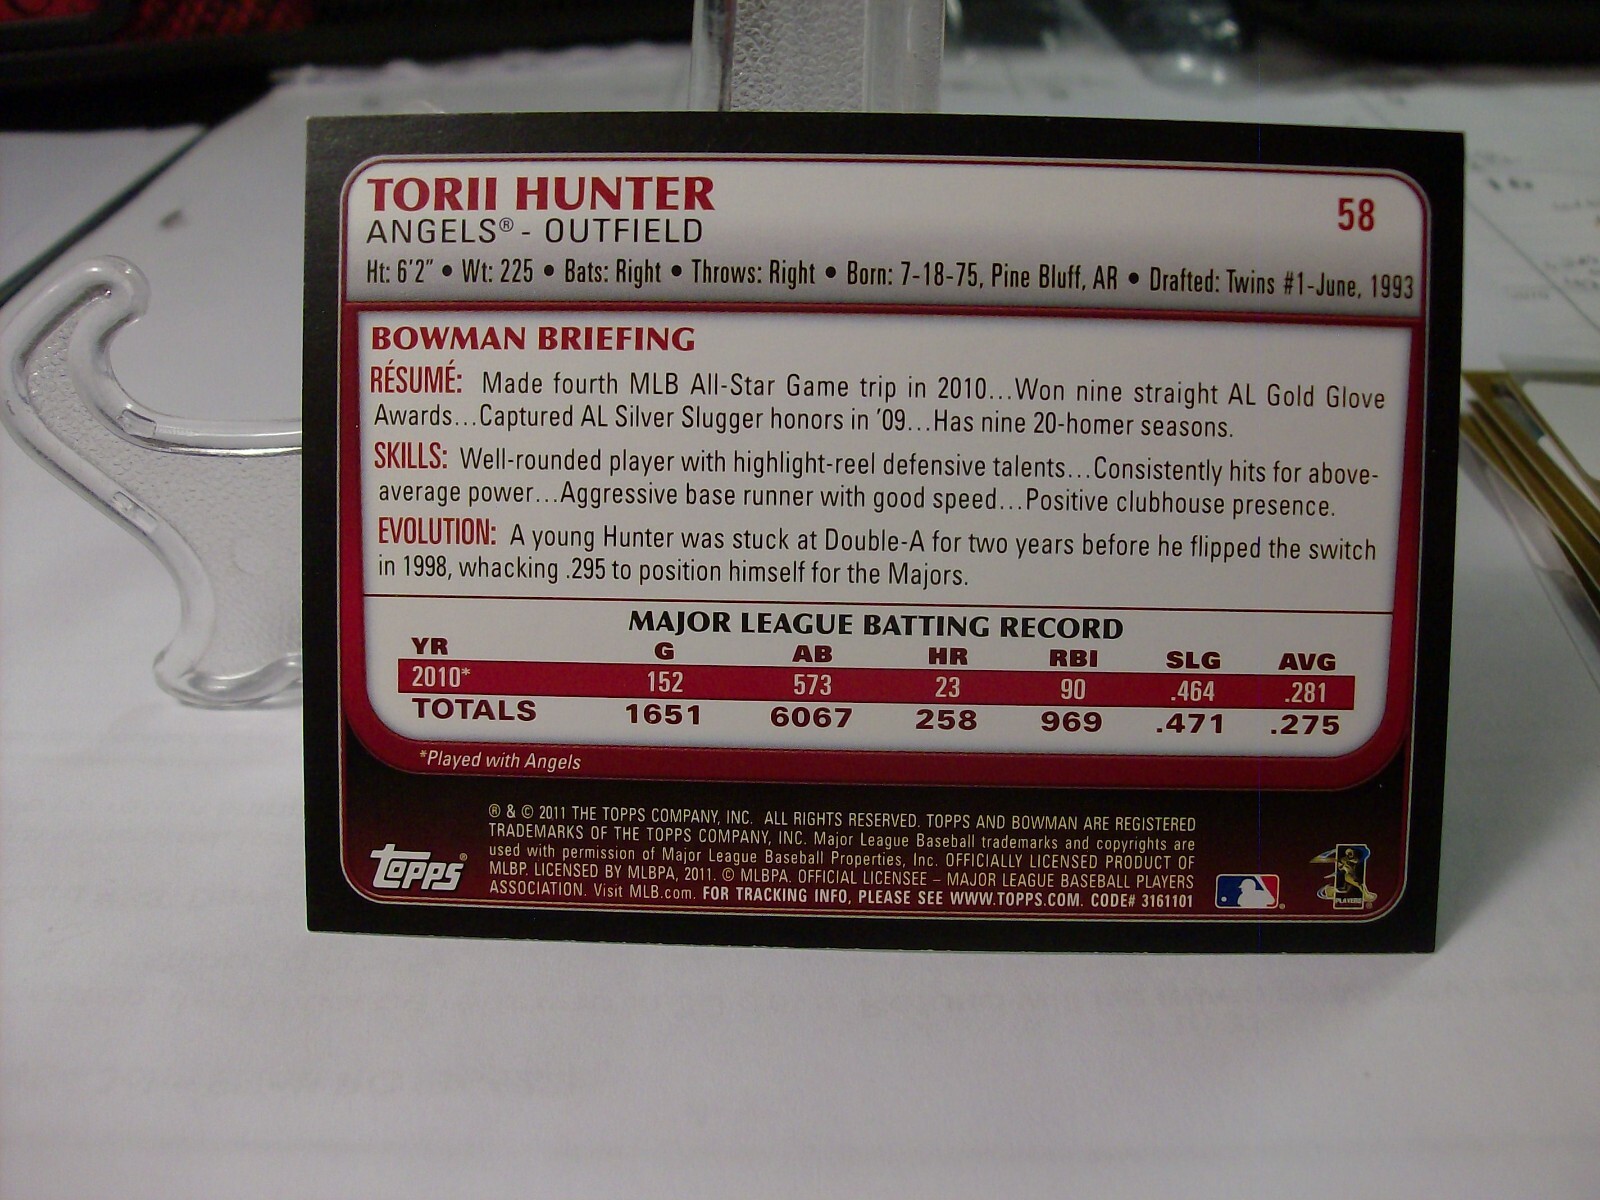 TORII HUNTER
58
ANGELS® - OUTFIELD
Ht: 6'2" • Wt: 225 • Bats: Right • Throws: Right • Born: 7-18-75, Pine Bluff, AR • Drafted: Twins #1-June, 1993
BOWMAN BRIEFING
RÉSUMÉ: Made fourth MLB All-Star Game trip in 2010...Won nine straight AL Gold Glove
Awards...Captured AL Silver Slugger honors in '09...Has nine 20-homer seasons.
SKILLS: Well-rounded player with highlight-reel defensive talents...Consistently hits for above-
average power...Aggressive base runner with good speed...Positive clubhouse presence.
EVOLUTION: A young Hunter was stuck at Double-A for two years before he flipped the switch
in 1998, whacking .295 to position himself for the Majors.
MAJOR LEAGUE BATTING RECORD
YR G AB HR RBI SLG AVG
2010* 152 573 23 90 .464 .281
TOTALS 1651 6067 258 969 .471 .275
*Played with Angels
® & © 2011 THE TOPPS COMPANY, INC. ALL RIGHTS RESERVED. TOPPS AND BOWMAN ARE REGISTERED
TRADEMARKS OF THE TOPPS COMPANY, INC. Major League Baseball trademarks and copyrights are
used with permission of Major League Baseball Properties, Inc. OFFICIALLY LICENSED PRODUCT OF
MLBP. LICENSED BY MLBPA, 2011. © MLBPA. OFFICIAL LICENSEE – MAJOR LEAGUE BASEBALL PLAYERS
ASSOCIATION. Visit MLB.com. FOR TRACKING INFO, PLEASE SEE WWW.TOPPS.COM. CODE# 3161101
topps®
PLAYERS